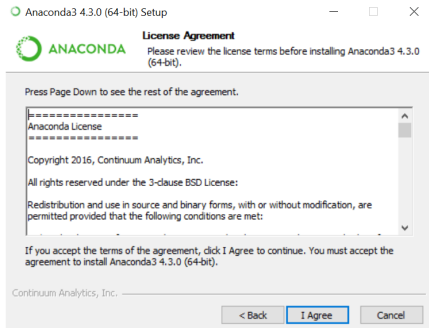 Anaconda3 4.3.0 (64-bit) Setup
ANACONDA
License Agreement
Please review the license terms before installing Anaconda3 4.3.0
(64-bit).
Press Page Down to see the rest of the agreement.
================
Anaconda License
================
Copyright 2016, Continuum Analytics, Inc.
All rights reserved under the 3-clause BSD License:
Redistribution and use in source and binary forms, with or without modification, are
permitted provided that the following conditions are met:
If you accept the terms of the agreement, click I Agree to continue. You must accept the
agreement to install Anaconda3 4.3.0 (64-bit).
Continuum Analytics, Inc.
< Back
I Agree
Cancel